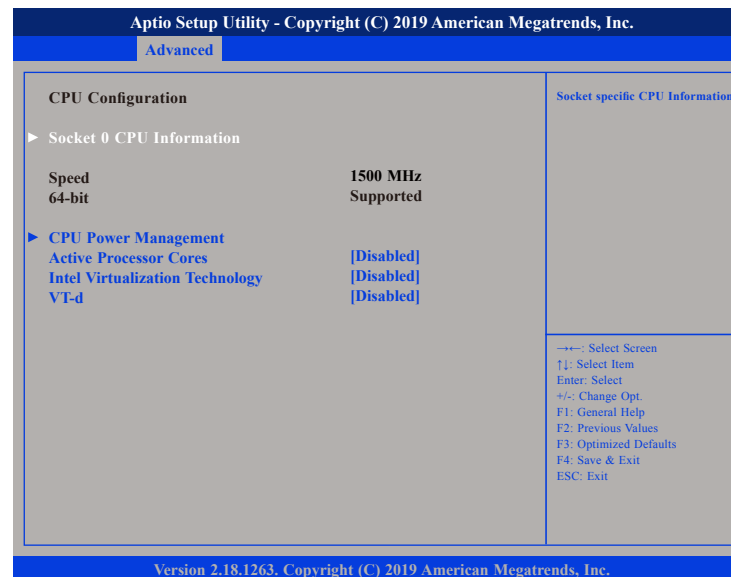 Aptio Setup Utility - Copyright (C) 2019 American Megatrends, Inc.
Advanced
CPU Configuration
► Socket 0 CPU Information
Speed 1500 MHz
64-bit Supported
► CPU Power Management
Active Processor Cores [Disabled]
Intel Virtualization Technology [Disabled]
VT-d [Disabled]
Socket specific CPU Information
→←: Select Screen
↑↓: Select Item
Enter: Select
+/-: Change Opt.
F1: General Help
F2: Previous Values
F3: Optimized Defaults
F4: Save & Exit
ESC: Exit
Version 2.18.1263. Copyright (C) 2019 American Megatrends, Inc.